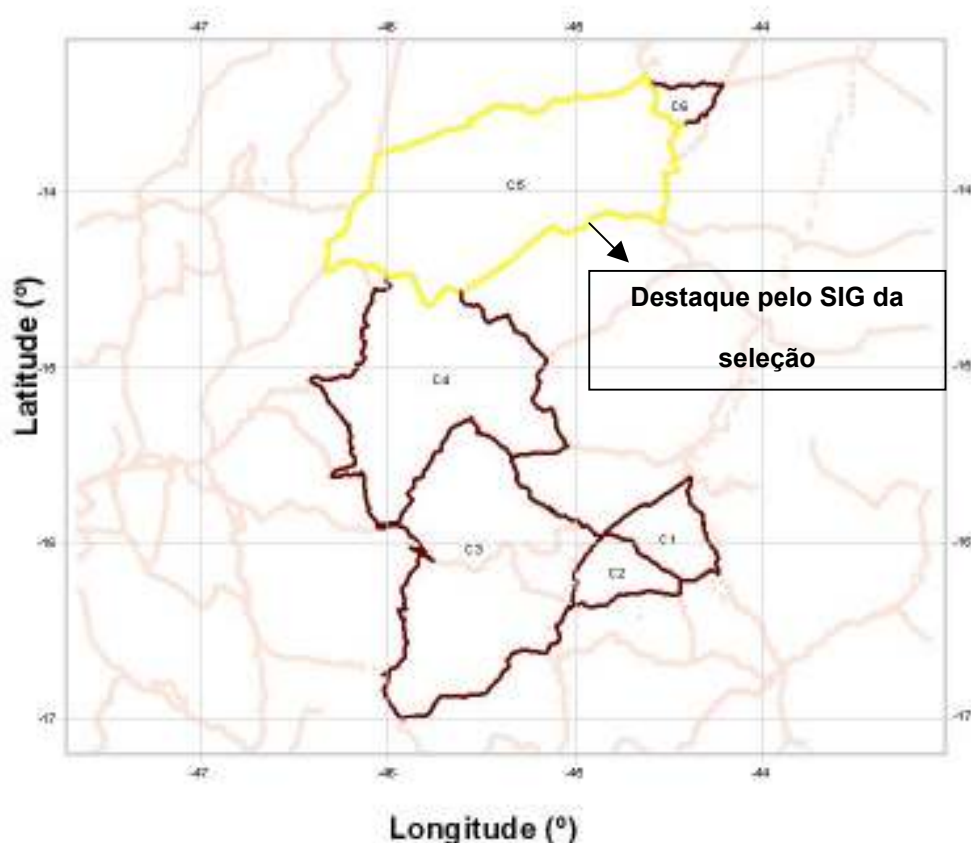 -47 -46 -45 -44
C6
C5
-14 -14
Destaque pelo SIG da
seleção
-15 -15
C4
Latitude (º)
-16 -16
C3
C1
C2
-17 -17
-47 -46 -45 -44
Longitude (º)